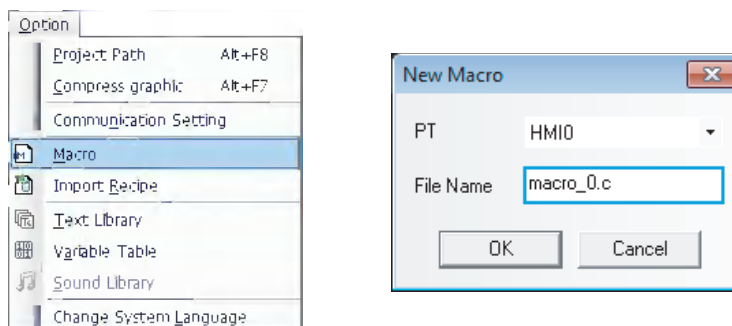 Option
Project Path Alt+F8
Compress graphic Alt+F7
Communication Setting
Macro
Import Recipe
Text Library
Variable Table
Sound Library
Change System Language
New Macro
PT HMI0
File Name macro_0.c
OK Cancel